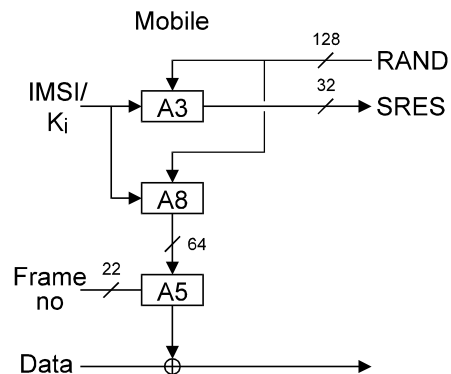 Mobile
128
RAND
IMSI/
Ki
A3
32
SRES
A8
64
Frame
no
22
A5
Data